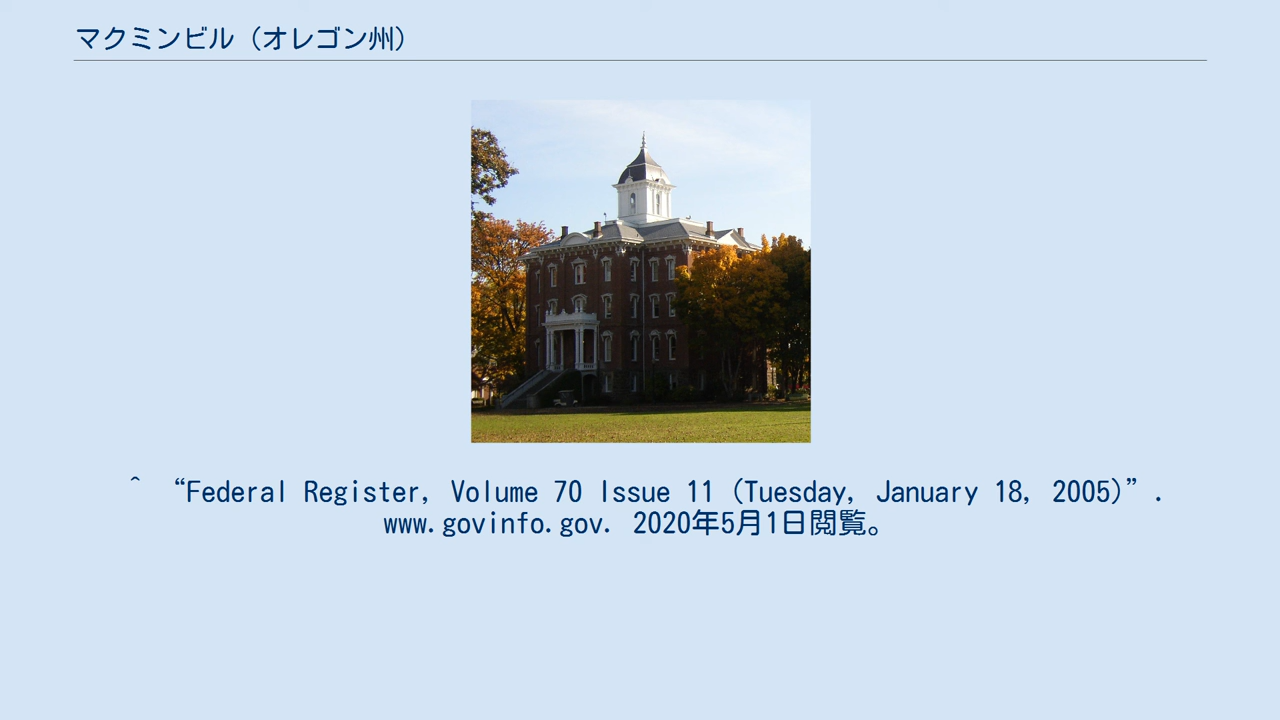 マクミンビル（オレゴン州）
^ “Federal Register, Volume 70 Issue 11 (Tuesday, January 18, 2005)”.
www.govinfo.gov. 2020年5月1日閲覧。